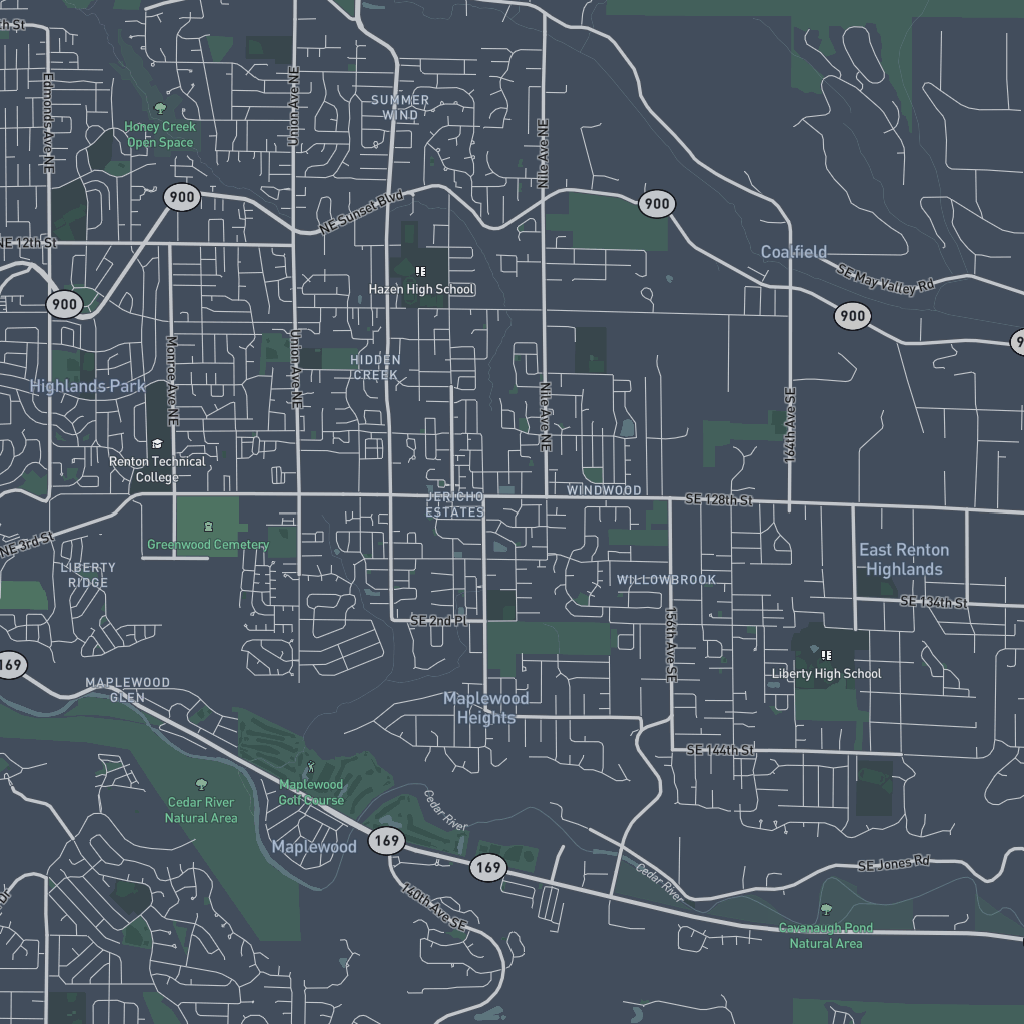 th St
Edmonds Ave NE
Union Ave NE
SUMMER
WIND
Honey Creek
Open Space
Nile Ave NE
900
900
NE Sunset Blvd
NE 12th St
Coalfield
Hazen High School
SE May Valley Rd
900
900
9
Monroe Ave NE
Union Ave NE
HIDDEN
CREEK
Highlands Park
Nile Ave NE
164th Ave SE
Renton Technical
College
JERICHO
ESTATES
WINDWOOD
SE 128th St
NE 3rd St
Greenwood Cemetery
LIBERTY
RIDGE
East Renton
Highlands
WILLOWBROOK
SE 134th St
SE 2nd Pl
156th Ave SE
169
Liberty High School
MAPLEWOOD
GLEN
Maplewood
Heights
SE 144th St
Maplewood
Golf Course
Cedar River
Natural Area
Cedar River
Maplewood
169
169
SE Jones Rd
Cedar River
140th Ave SE
Cavanaugh Pond
Natural Area